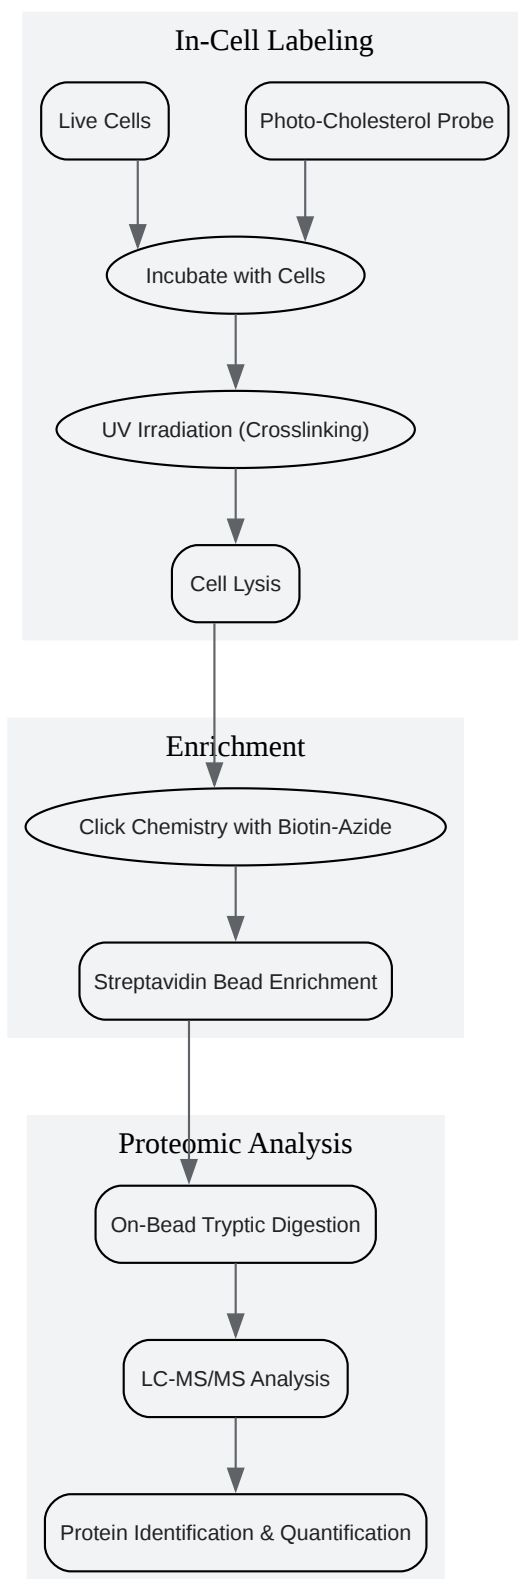 In-Cell Labeling
Live Cells
Photo-Cholesterol Probe
Incubate with Cells
UV Irradiation (Crosslinking)
Cell Lysis
Enrichment
Click Chemistry with Biotin-Azide
Streptavidin Bead Enrichment
Proteomic Analysis
On-Bead Tryptic Digestion
LC-MS/MS Analysis
Protein Identification & Quantification